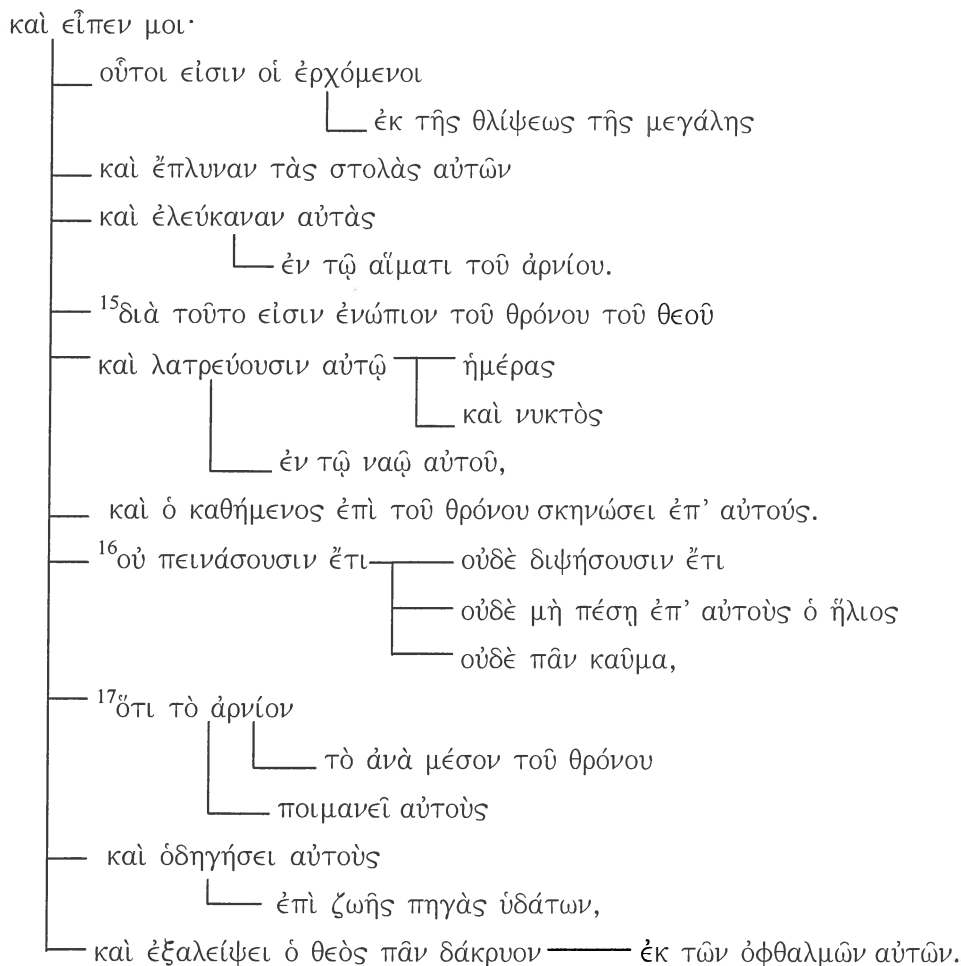 καὶ εἶπεν μοι·
οὗτοι εἰσιν οἱ ἐρχόμενοι
ἐκ τῆς θλίψεως τῆς μεγάλης
καὶ ἔπλυναν τὰς στολὰς αὐτῶν
καὶ ἐλεύκαναν αὐτὰς
ἐν τῷ αἵματι τοῦ ἀρνίου.
¹⁵διὰ τοῦτο εἰσιν ἐνώπιον τοῦ θρόνου τοῦ θεοῦ
καὶ λατρεύουσιν αὐτῷ ἡμέρας
καὶ νυκτὸς
ἐν τῷ ναῷ αὐτοῦ,
καὶ ὁ καθήμενος ἐπὶ τοῦ θρόνου σκηνώσει ἐπ’ αὐτούς.
¹⁶οὐ πεινάσουσιν ἔτι οὐδὲ διψήσουσιν ἔτι
οὐδὲ μὴ πέσῃ ἐπ’ αὐτοὺς ὁ ἥλιος
οὐδὲ πᾶν καῦμα,
¹⁷ὅτι τὸ ἀρνίον
τὸ ἀνὰ μέσον τοῦ θρόνου
ποιμανεῖ αὐτοὺς
καὶ ὁδηγήσει αὐτοὺς
ἐπὶ ζωῆς πηγὰς ὑδάτων,
καὶ ἐξαλείψει ὁ θεὸς πᾶν δάκρυον ἐκ τῶν ὀφθαλμῶν αὐτῶν.